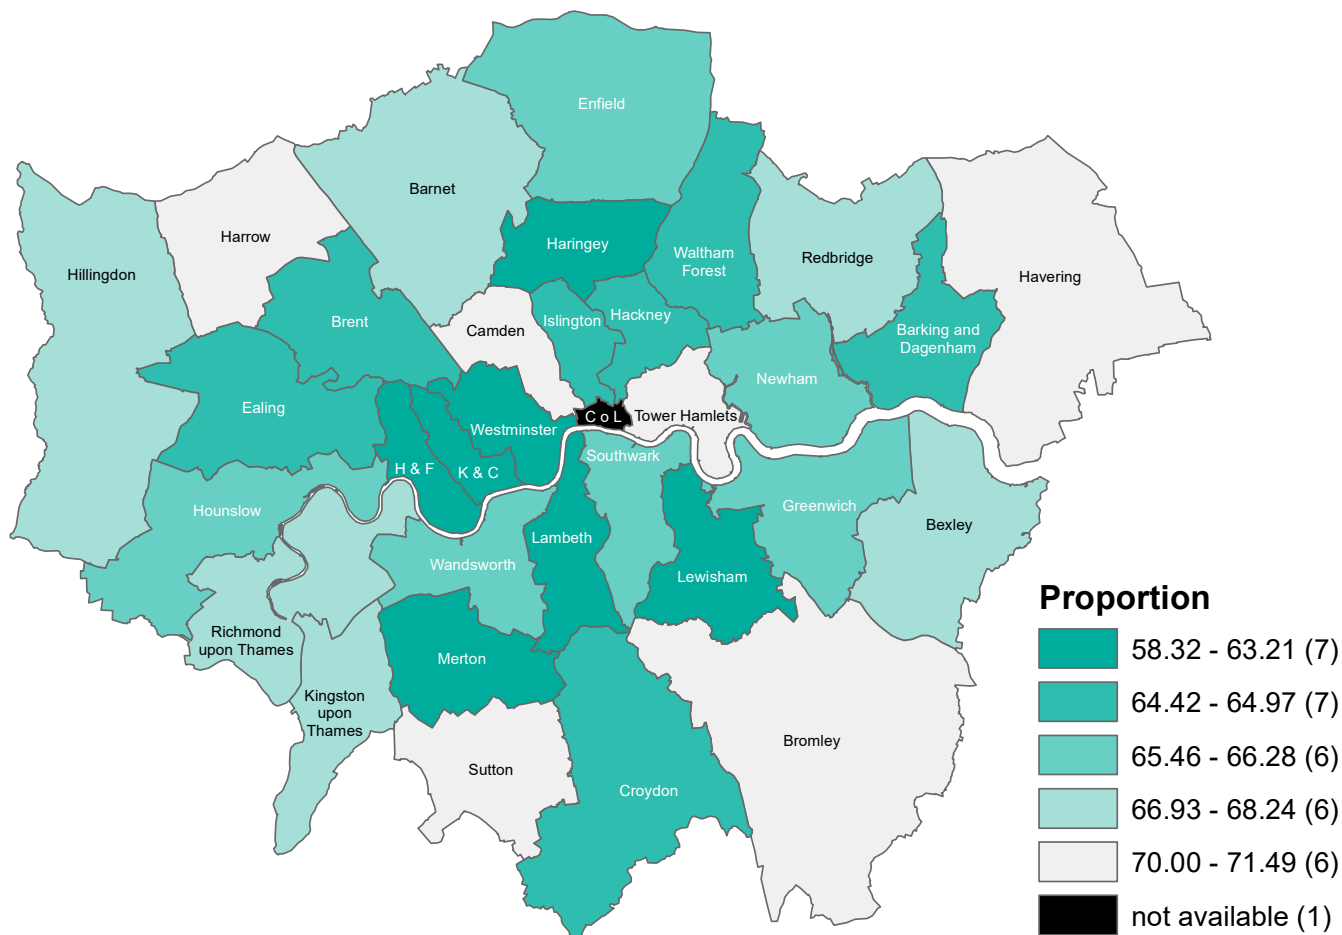 Enfield
Barnet
Haringey
Waltham
Forest
Harrow
Redbridge
Hillingdon
Havering
Brent
Camden
Islington
Hackney
Barking and
Dagenham
Newham
Ealing
Westminster
C o L
Tower Hamlets
H & F
K & C
Southwark
Hounslow
Greenwich
Bexley
Lambeth
Wandsworth
Lewisham
Richmond
upon Thames
Merton
Kingston
upon
Thames
Bromley
Sutton
Croydon
Proportion
58.32 - 63.21 (7)
64.42 - 64.97 (7)
65.46 - 66.28 (6)
66.93 - 68.24 (6)
70.00 - 71.49 (6)
not available (1)